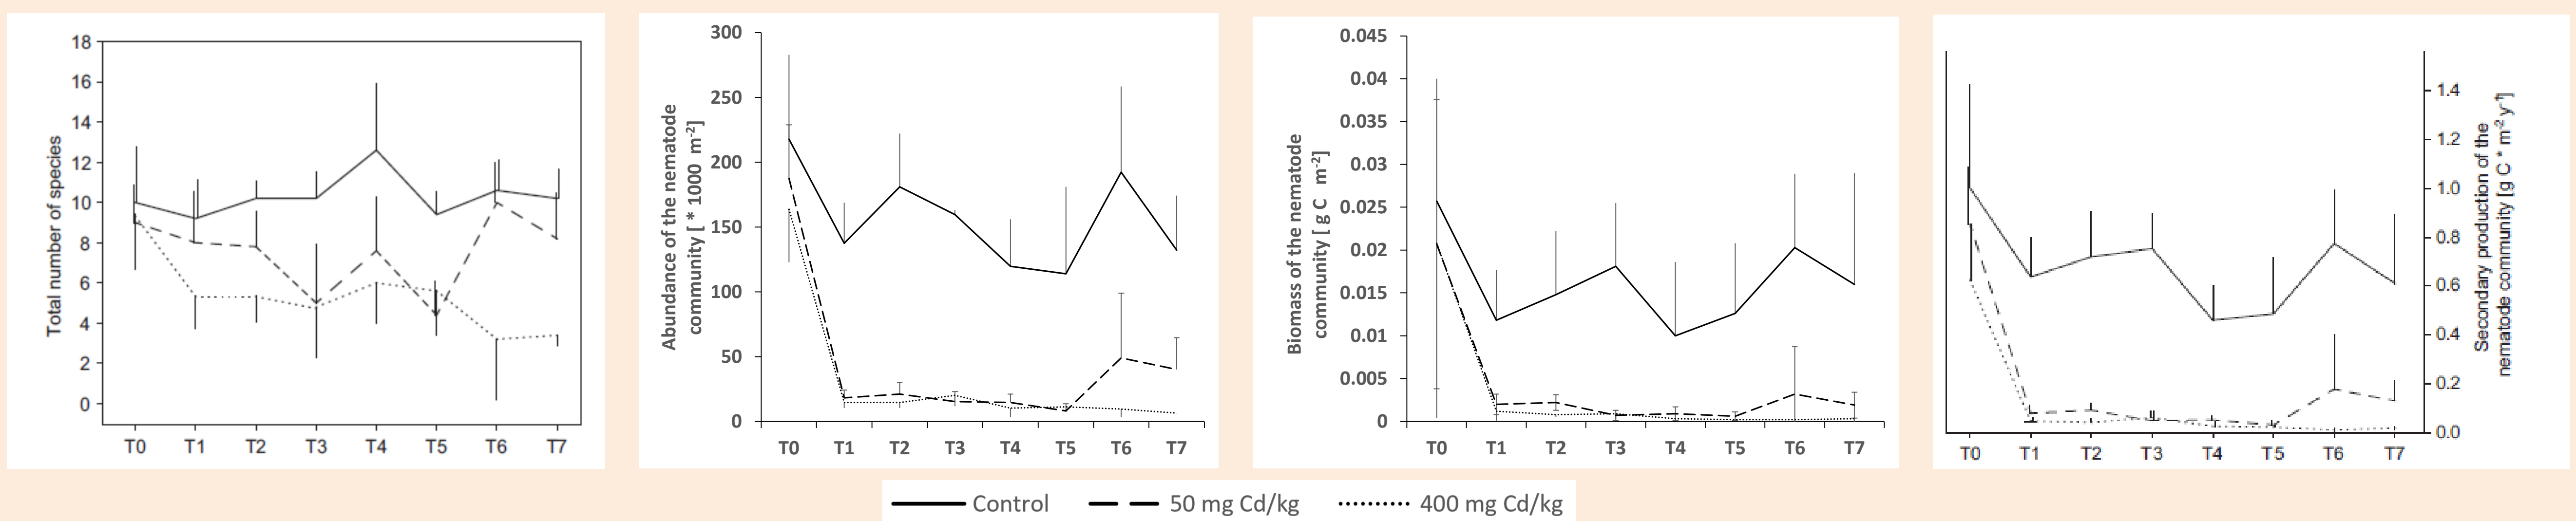 Total number of species
18
16
14
12
10
8
6
4
2
0
T0 T1 T2 T3 T4 T5 T6 T7
Abundance of the nematode
community [ * 1000 m-2]
300
250
200
150
100
50
0
T0 T1 T2 T3 T4 T5 T6 T7
Biomass of the nematode
community [ g C m-2]
0.045
0.04
0.035
0.03
0.025
0.02
0.015
0.01
0.005
0
T0 T1 T2 T3 T4 T5 T6 T7
1.4
1.2
1.0
0.8
0.6
0.4
0.2
0.0
Secondary production of the
nematode community [g C * m-2 y-1]
T0 T1 T2 T3 T4 T5 T6 T7
Control 50 mg Cd/kg 400 mg Cd/kg